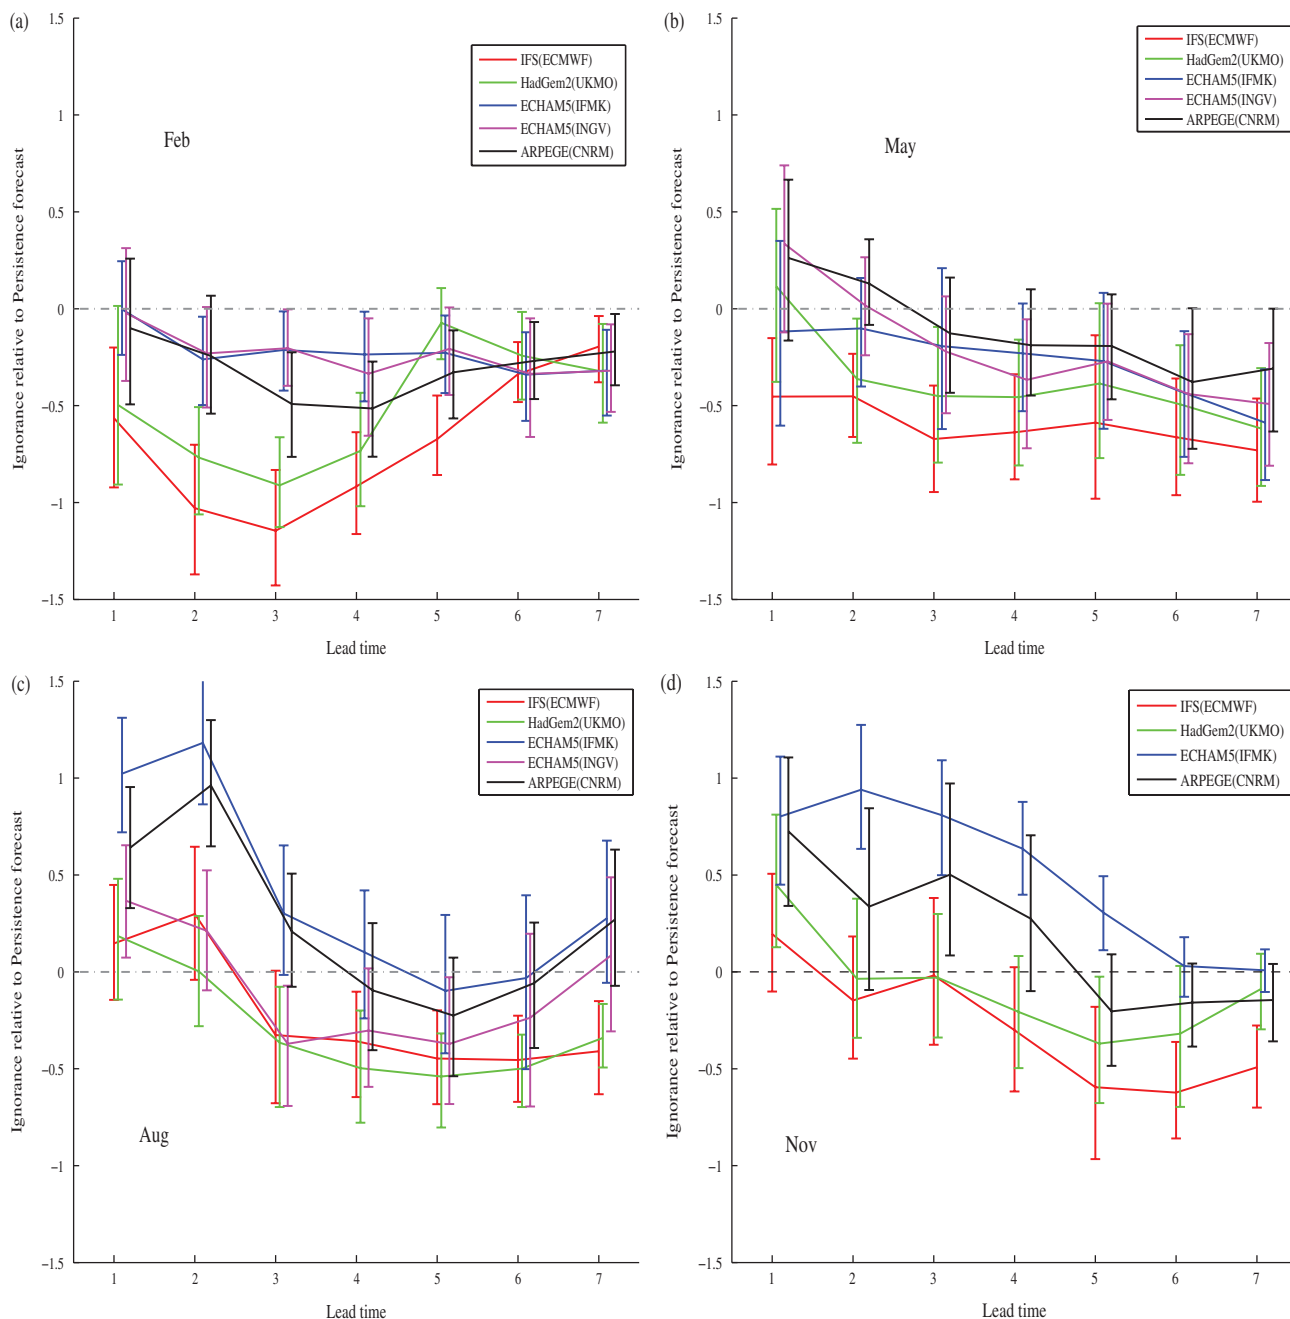 (a)
Ignorance relative to Persistence forecast
1.5
1
0.5
0
−0.5
−1
−1.5
Feb
IFS(ECMWF)
HadGem2(UKMO)
ECHAM5(IFMK)
ECHAM5(INGV)
ARPEGE(CNRM)
1 2 3 4 5 6 7
Lead time
(b)
Ignorance relative to Persistence forecast
1.5
1
0.5
0
−0.5
−1
−1.5
May
IFS(ECMWF)
HadGem2(UKMO)
ECHAM5(IFMK)
ECHAM5(INGV)
ARPEGE(CNRM)
1 2 3 4 5 6 7
Lead time
(c)
Ignorance relative to Persistence forecast
1.5
1
0.5
0
−0.5
−1
−1.5
IFS(ECMWF)
HadGem2(UKMO)
ECHAM5(IFMK)
ECHAM5(INGV)
ARPEGE(CNRM)
Aug
1 2 3 4 5 6 7
Lead time
(d)
Ignorance relative to Persistence forecast
1.5
1
0.5
0
−0.5
−1
−1.5
IFS(ECMWF)
HadGem2(UKMO)
ECHAM5(IFMK)
ARPEGE(CNRM)
Nov
1 2 3 4 5 6 7
Lead time